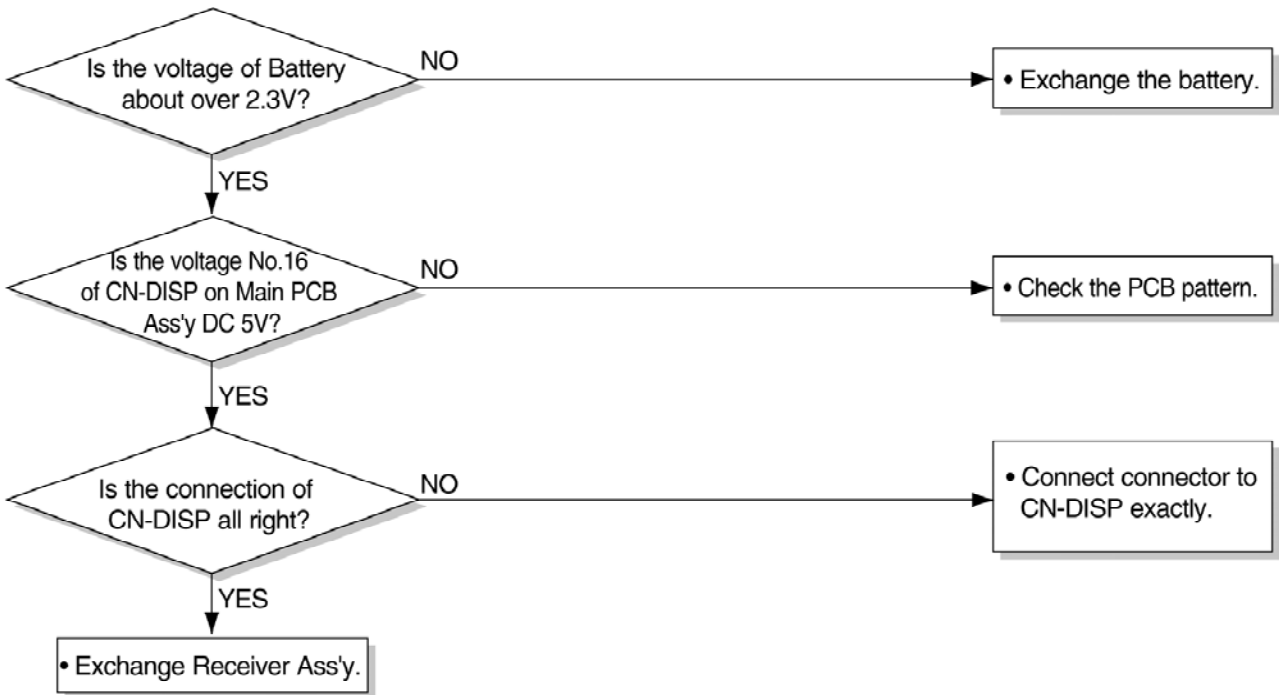 Is the voltage of Battery
about over 2.3V?
NO
• Exchange the battery.
YES
Is the voltage No.16
of CN-DISP on Main PCB
Ass'y DC 5V?
NO
• Check the PCB pattern.
YES
Is the connection of
CN-DISP all right?
NO
• Connect connector to
CN-DISP exactly.
YES
• Exchange Receiver Ass'y.